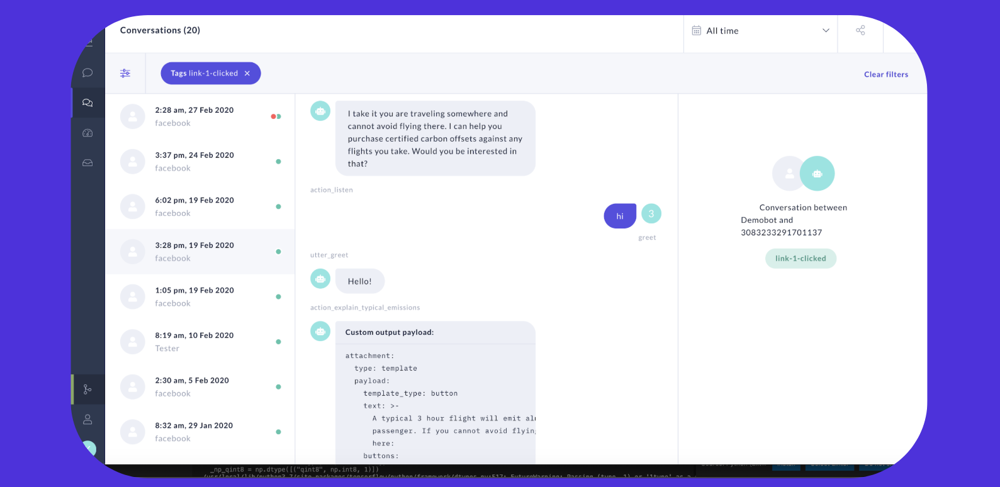 Conversations (20)
All time
Tags link-1-clicked ×
Clear filters
2:28 am, 27 Feb 2020
facebook
3:37 pm, 24 Feb 2020
facebook
6:02 pm, 19 Feb 2020
facebook
3:28 pm, 19 Feb 2020
facebook
1:05 pm, 19 Feb 2020
facebook
8:19 am, 10 Feb 2020
Tester
2:30 am, 5 Feb 2020
facebook
8:32 am, 29 Jan 2020
facebook
I take it you are traveling somewhere and
cannot avoid flying there. I can help you
purchase certified carbon offsets against any
flights you take. Would you be interested in
that?
action_listen
hi
3
greet
utter_greet
Hello!
action_explain_typical_emissions
Custom output payload:
attachment:
type: template
payload:
template_type: button
text: >-
A typical 3 hour flight will emit
passenger. If you cannot avoid flying
here:
buttons:
Conversation between
Demobot and
3083233291701137
link-1-clicked
_np_qint8 = np.dtype([("qint8", np.int8, 1)])